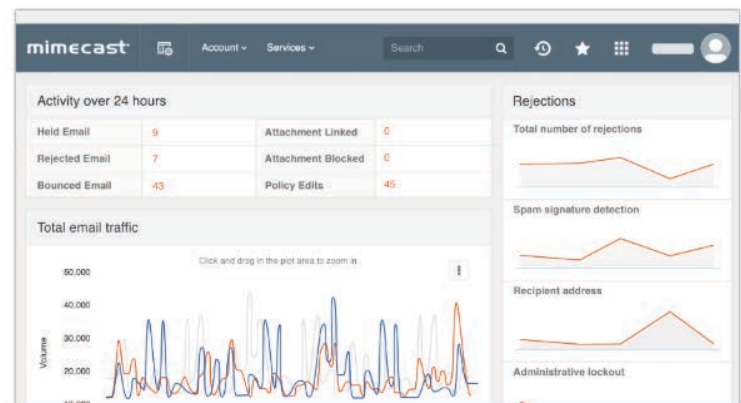 mimecast Account Services Search
Activity over 24 hours
Held Email 9 Attachment Linked 0
Rejected Email 7 Attachment Blocked 0
Bounced Email 43 Policy Edits 45
Total email traffic
Click and drag in the plot area to zoom in
50,000
40,000
30,000
20,000
10,000
Volume
Rejections
Total number of rejections
Spam signature detection
Recipient address
Administrative lockout